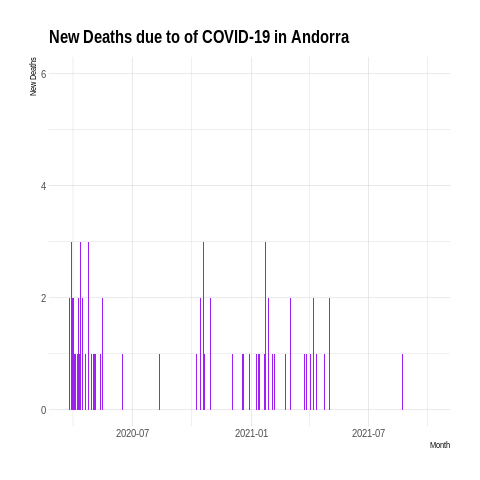 New Deaths due to of COVID-19 in Andorra
New Deaths
6
4
2
0
2020-07 2021-01 2021-07
Month